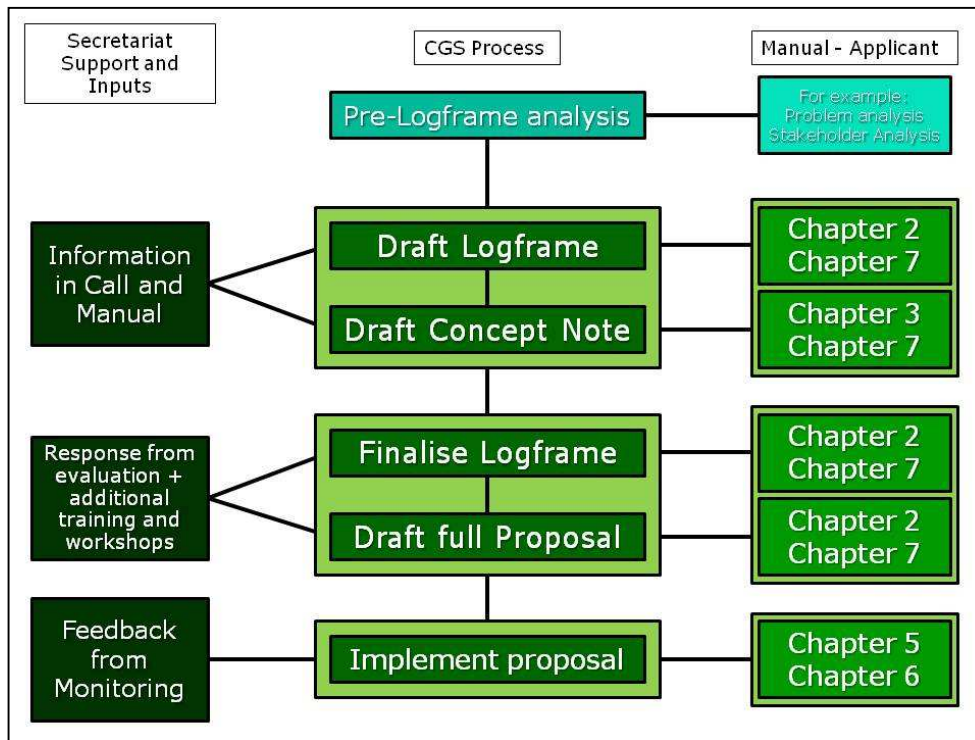 Secretariat
Support and
Inputs
CGS Process
Manual - Applicant
Pre-Logframe analysis
For example:
Problem analysis
Stakeholder Analysis
Information
in Call and
Manual
Draft Logframe
Chapter 2
Chapter 7
Draft Concept Note
Chapter 3
Chapter 7
Response from
evaluation +
additional
training and
workshops
Finalise Logframe
Chapter 2
Chapter 7
Draft full Proposal
Chapter 2
Chapter 7
Feedback
from
Monitoring
Implement proposal
Chapter 5
Chapter 6